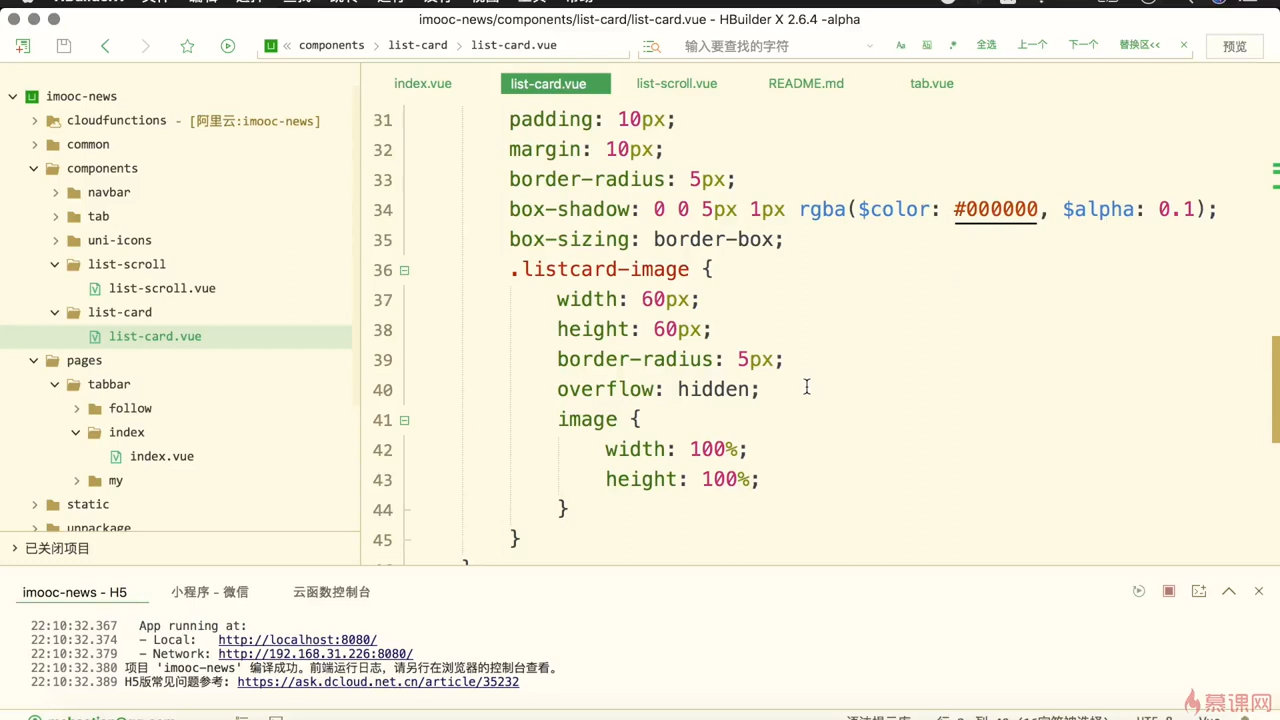 imooc-news/components/list-card/list-card.vue - HBuilder X 2.6.4 -alpha
components list-card list-card.vue 输入要查找的字符 Aa 全选 上一个 下一个 替换区<< 预览
index.vue list-card.vue list-scroll.vue README.md tab.vue
imooc-news
cloudfunctions - [阿里云:imooc-news]
common
components
navbar
tab
uni-icons
list-scroll
list-scroll.vue
list-card
list-card.vue
pages
tabbar
follow
index
index.vue
my
static
unpackage
已关闭项目
31 padding: 10px;
32 margin: 10px;
33 border-radius: 5px;
34 box-shadow: 0 0 5px 1px rgba($color: #000000, $alpha: 0.1);
35 box-sizing: border-box;
36 .listcard-image {
37 width: 60px;
38 height: 60px;
39 border-radius: 5px;
40 overflow: hidden;
41 image {
42 width: 100%;
43 height: 100%;
44 }
45 }
imooc-news - H5 小程序 - 微信 云函数控制台
22:10:32.367 App running at:
22:10:32.374 - Local: http://localhost:8080/
22:10:32.379 - Network: http://192.168.31.226:8080/
22:10:32.380 项目 'imooc-news' 编译成功。前端运行日志，请另行在浏览器的控制台查看。
22:10:32.389 H5版常见问题参考: https://ask.dcloud.net.cn/article/35232
慕课网